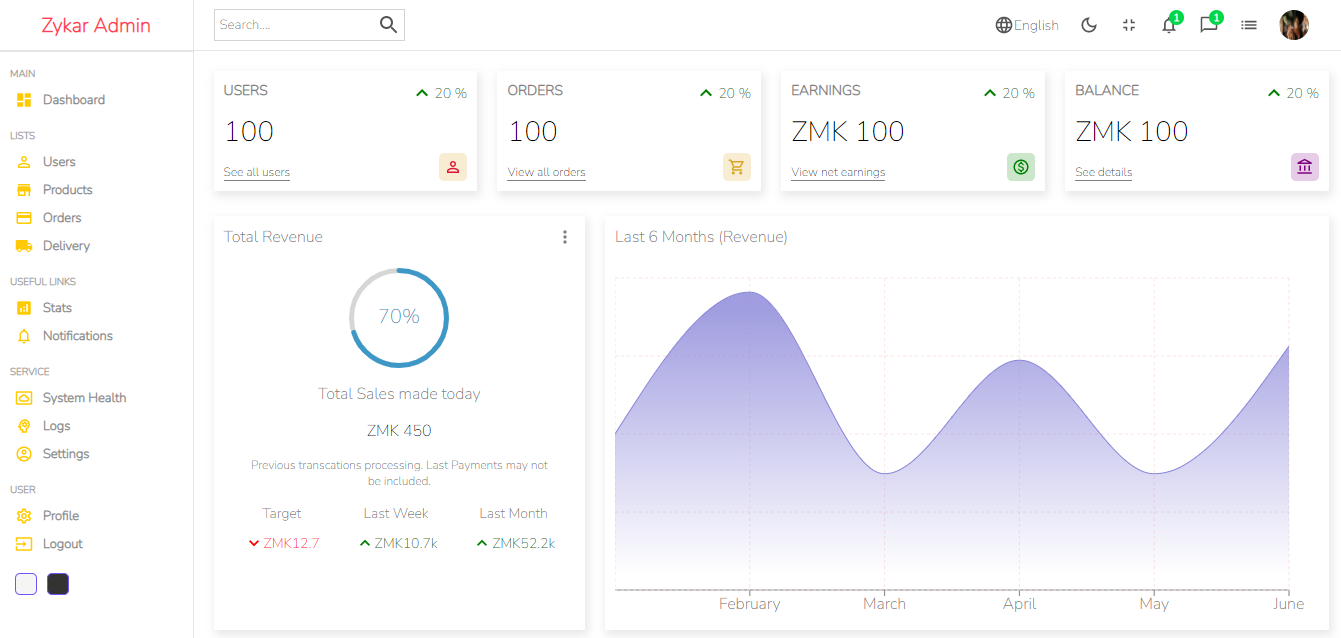 Zykar Admin
Search....
English
1
1
MAIN
Dashboard
LISTS
Users
Products
Orders
Delivery
USEFUL LINKS
Stats
Notifications
SERVICE
System Health
Logs
Settings
USER
Profile
Logout
USERS
20 %
100
See all users
ORDERS
20 %
100
View all orders
EARNINGS
20 %
ZMK 100
View net earnings
BALANCE
20 %
ZMK 100
See details
Total Revenue
70%
Total Sales made today
ZMK 450
Previous transcations processing. Last Payments may not
be included.
Target Last Week Last Month
ZMK12.7 ZMK10.7k ZMK52.2k
Last 6 Months (Revenue)
February March April May June